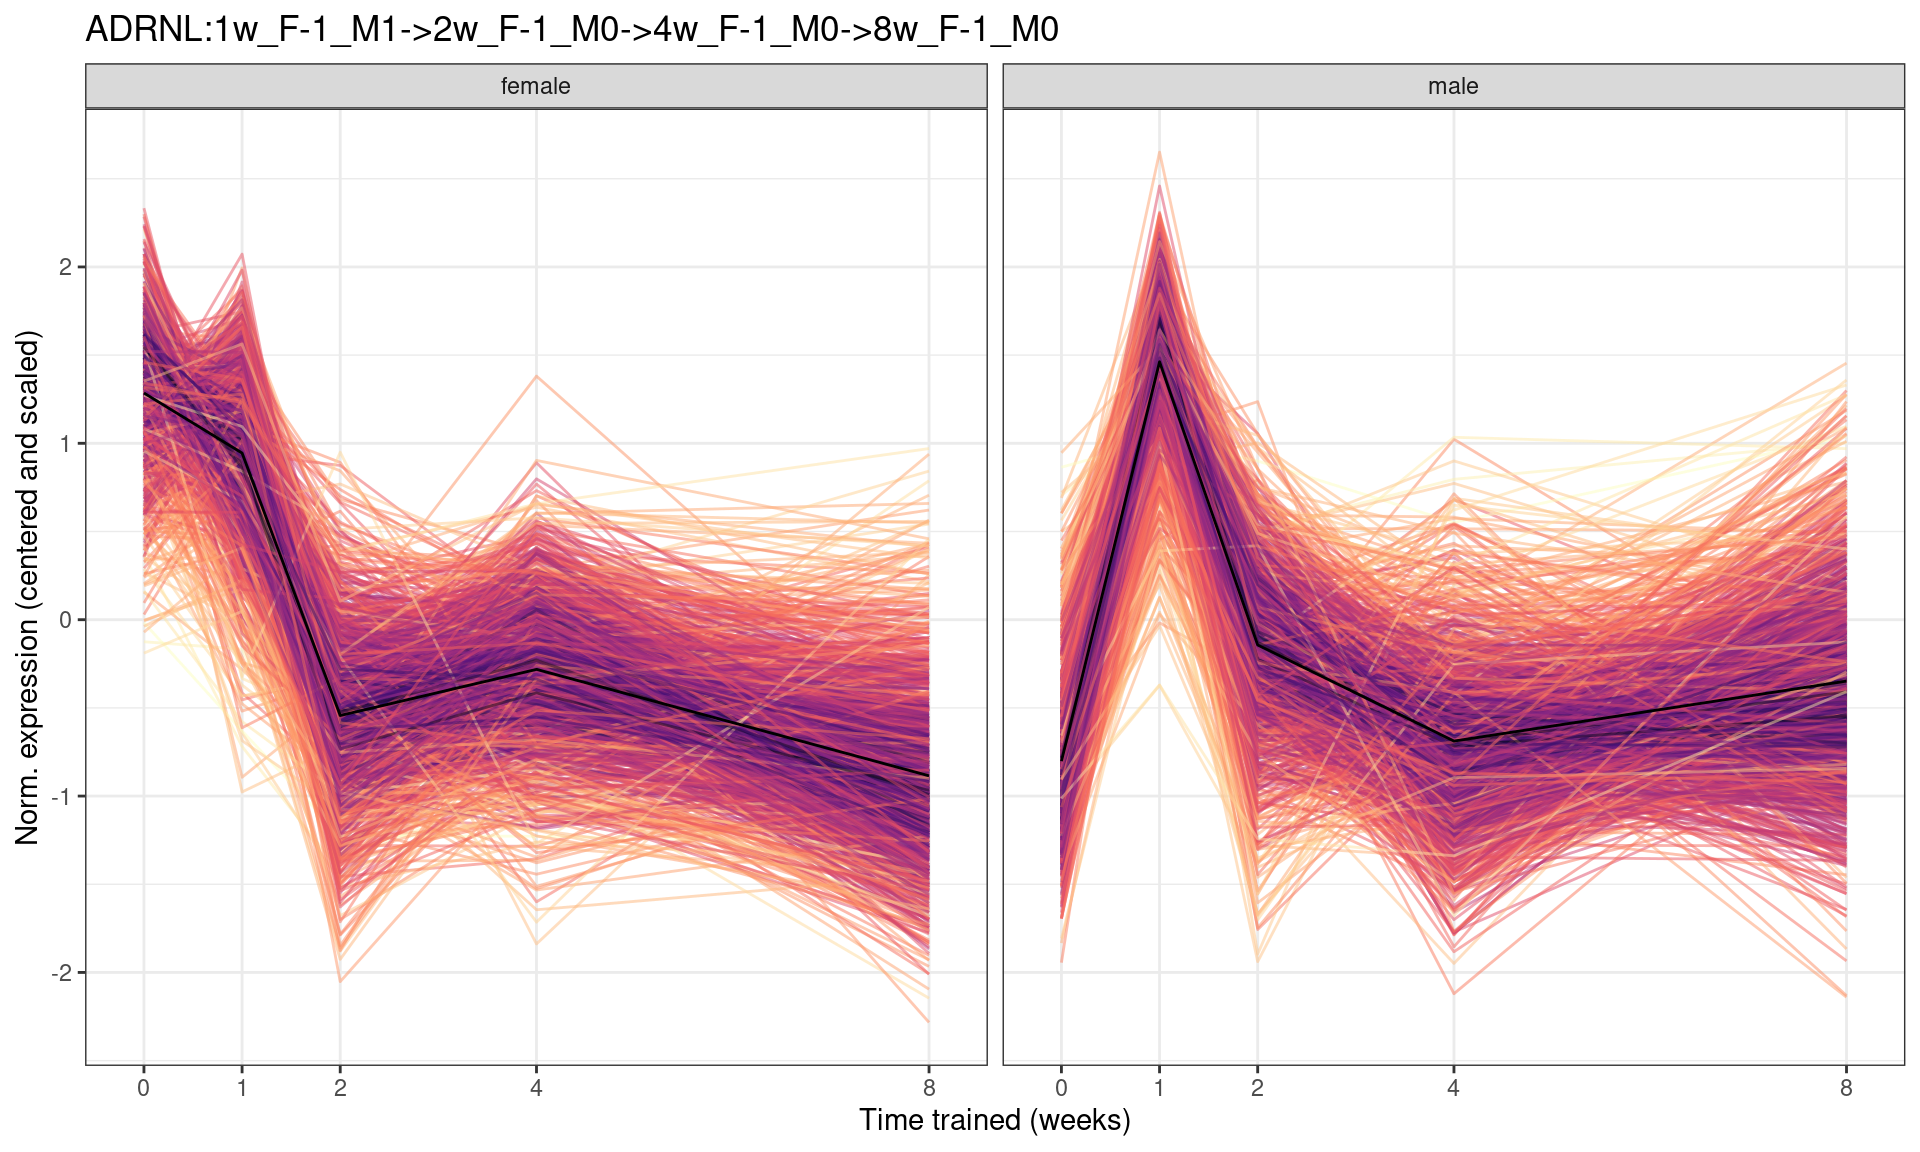 ADRNL:1w_F-1_M1->2w_F-1_M0->4w_F-1_M0->8w_F-1_M0
female
male
Norm. expression (centered and scaled)
2
1
0
-1
-2
0 1 2 4 8
0 1 2 4 8
Time trained (weeks)